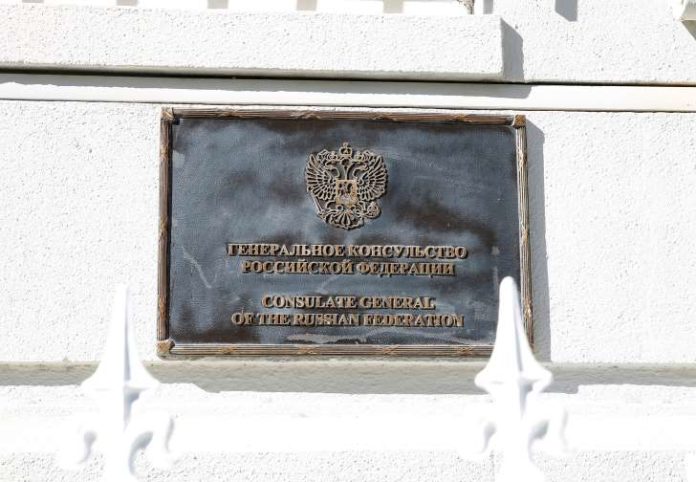 ГЕНЕРАЛЬНОЕ КОНСУЛЬСТВО
РОССИЙСКОЙ ФЕДЕРАЦИИ
CONSULATE GENERAL
OF THE RUSSIAN FEDERATION